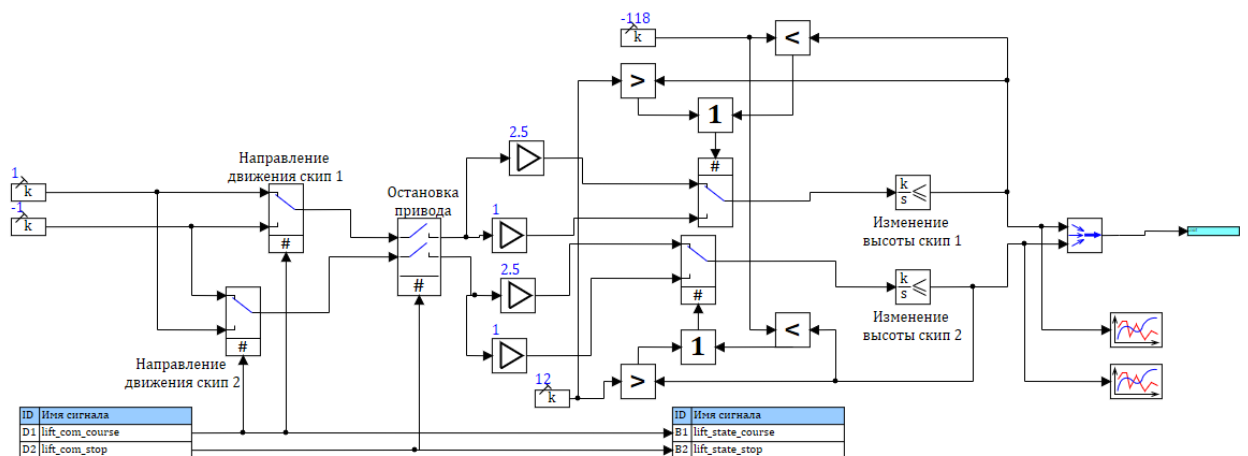 -118
k
<
>
1
#
2.5
1
k
-1
k
Направление
движения скип 1
#
Остановка
привода
#
1
k
s
≤
Изменение
высоты скип 1
2.5
#
k
s
≤
Изменение
высоты скип 2
#
Направление
движения скип 2
1
1
<
12
k
>
ID Имя сигнала
D1 lift_com_course
D2 lift_com_stop
ID Имя сигнала
B1 lift_state_course
B2 lift_state_stop